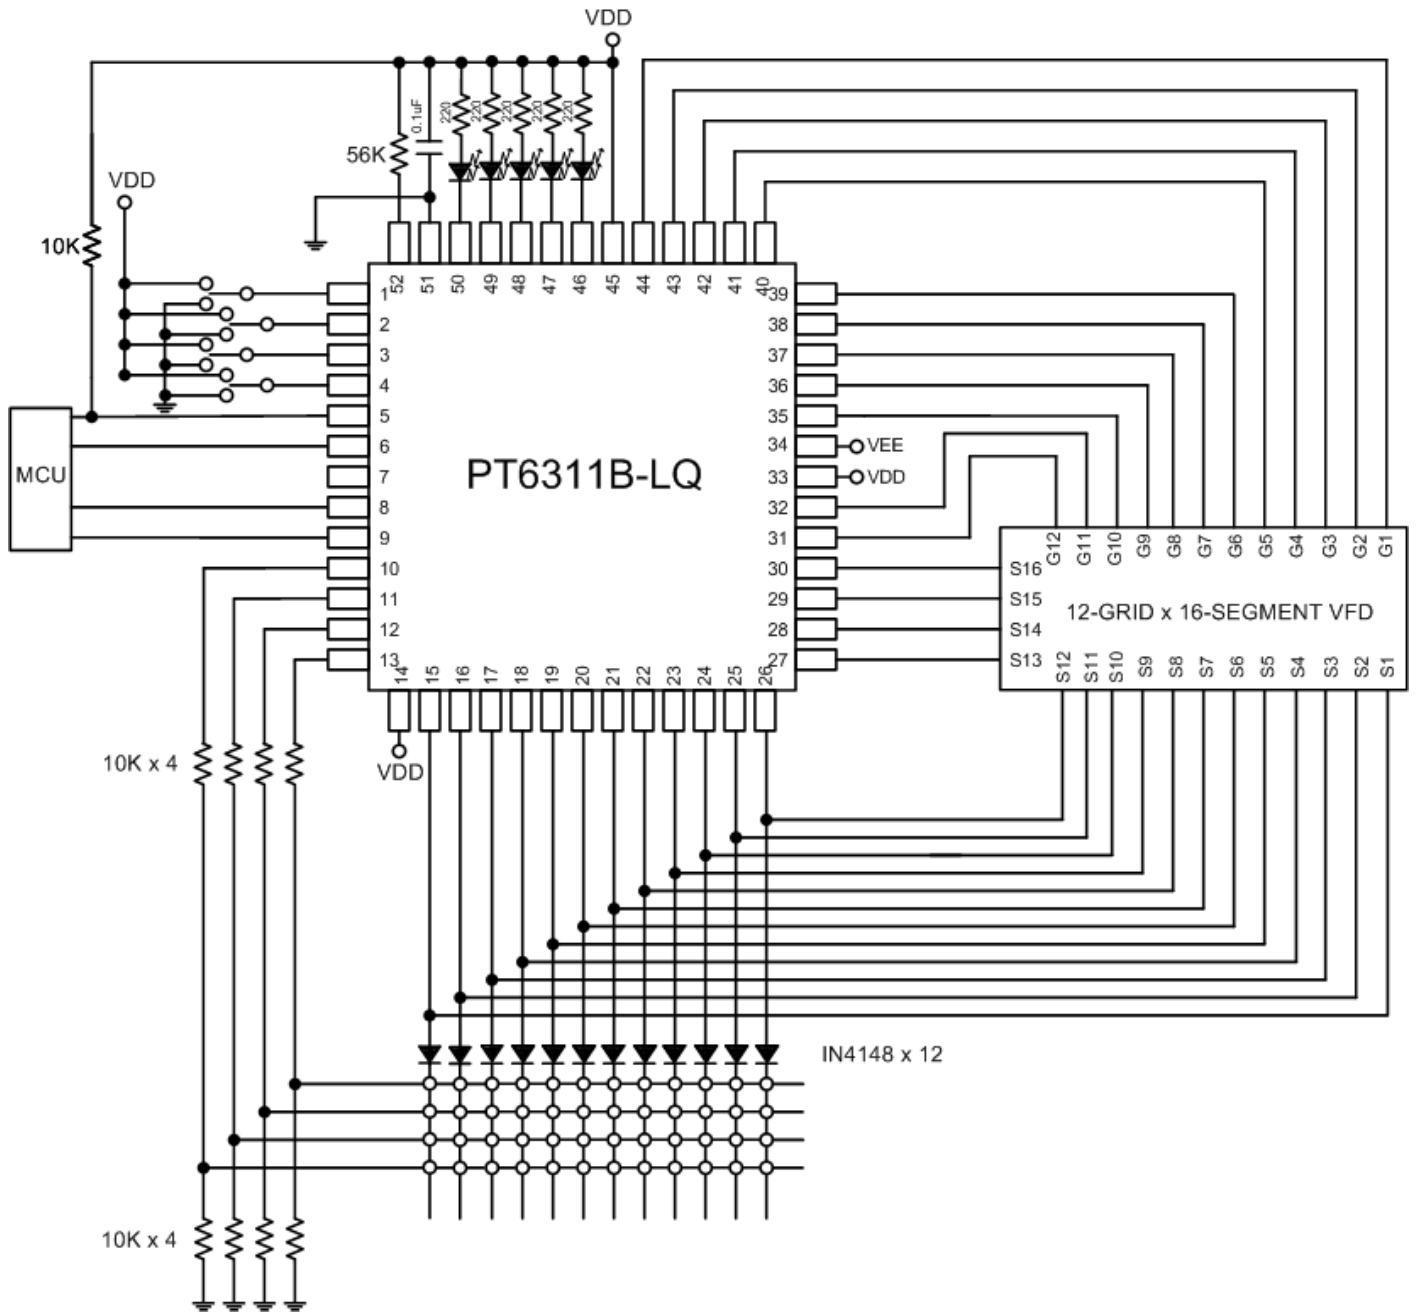 VDD
0.1uF
220
220
220
220
220
56K
VDD
10K
52
51
50
49
48
47
46
45
44
43
42
41
40
1
39
2
38
3
37
4
36
5
35
6
34
VEE
MCU
PT6311B-LQ
7
33
VDD
8
32
9
31
G12
G11
G10
G9
G8
G7
G6
G5
G4
G3
G2
G1
10
30
S16
11
29
S15
12-GRID x 16-SEGMENT VFD
12
28
S14
13
27
S13
14
15
16
17
18
19
20
21
22
23
24
25
26
S12
S11
S10
S9
S8
S7
S6
S5
S4
S3
S2
S1
10K x 4
VDD
IN4148 x 12
10K x 4